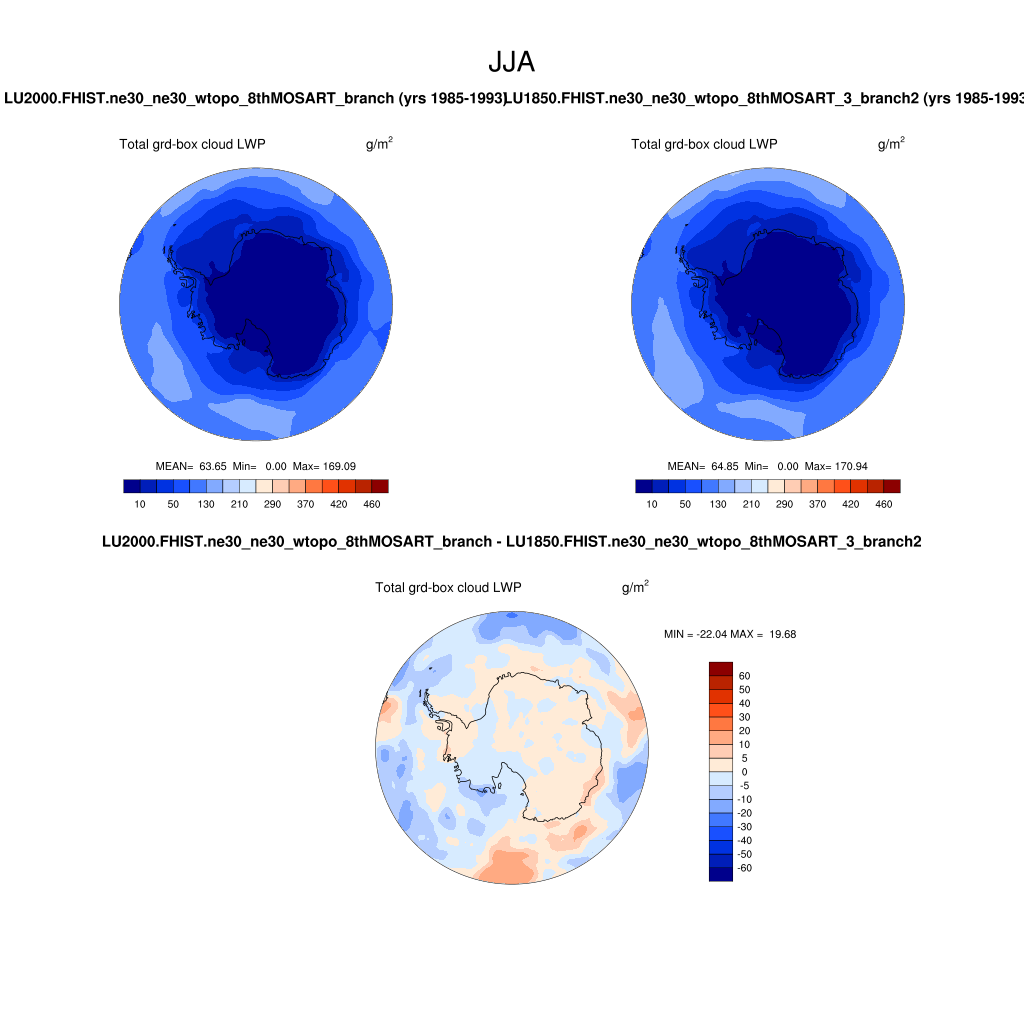 JJA
LU2000.FHIST.ne30_ne30_wtopo_8thMOSART_branch (yrs 1985-1993)
LU1850.FHIST.ne30_ne30_wtopo_8thMOSART_3_branch2 (yrs 1985-1993
Total grd-box cloud LWP g/m2
Total grd-box cloud LWP g/m2
MEAN= 63.65 Min= 0.00 Max= 169.09
MEAN= 64.85 Min= 0.00 Max= 170.94
10 50 130 210 290 370 420 460
10 50 130 210 290 370 420 460
LU2000.FHIST.ne30_ne30_wtopo_8thMOSART_branch - LU1850.FHIST.ne30_ne30_wtopo_8thMOSART_3_branch2
Total grd-box cloud LWP g/m2
MIN = -22.04 MAX = 19.68
60
50
40
30
20
10
5
0
-5
-10
-20
-30
-40
-50
-60